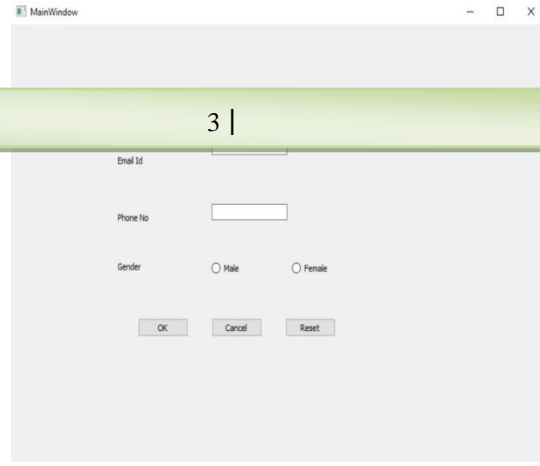 MainWindow
3 |
Email Id
Phone No
Gender Male Female
OK Cancel Reset